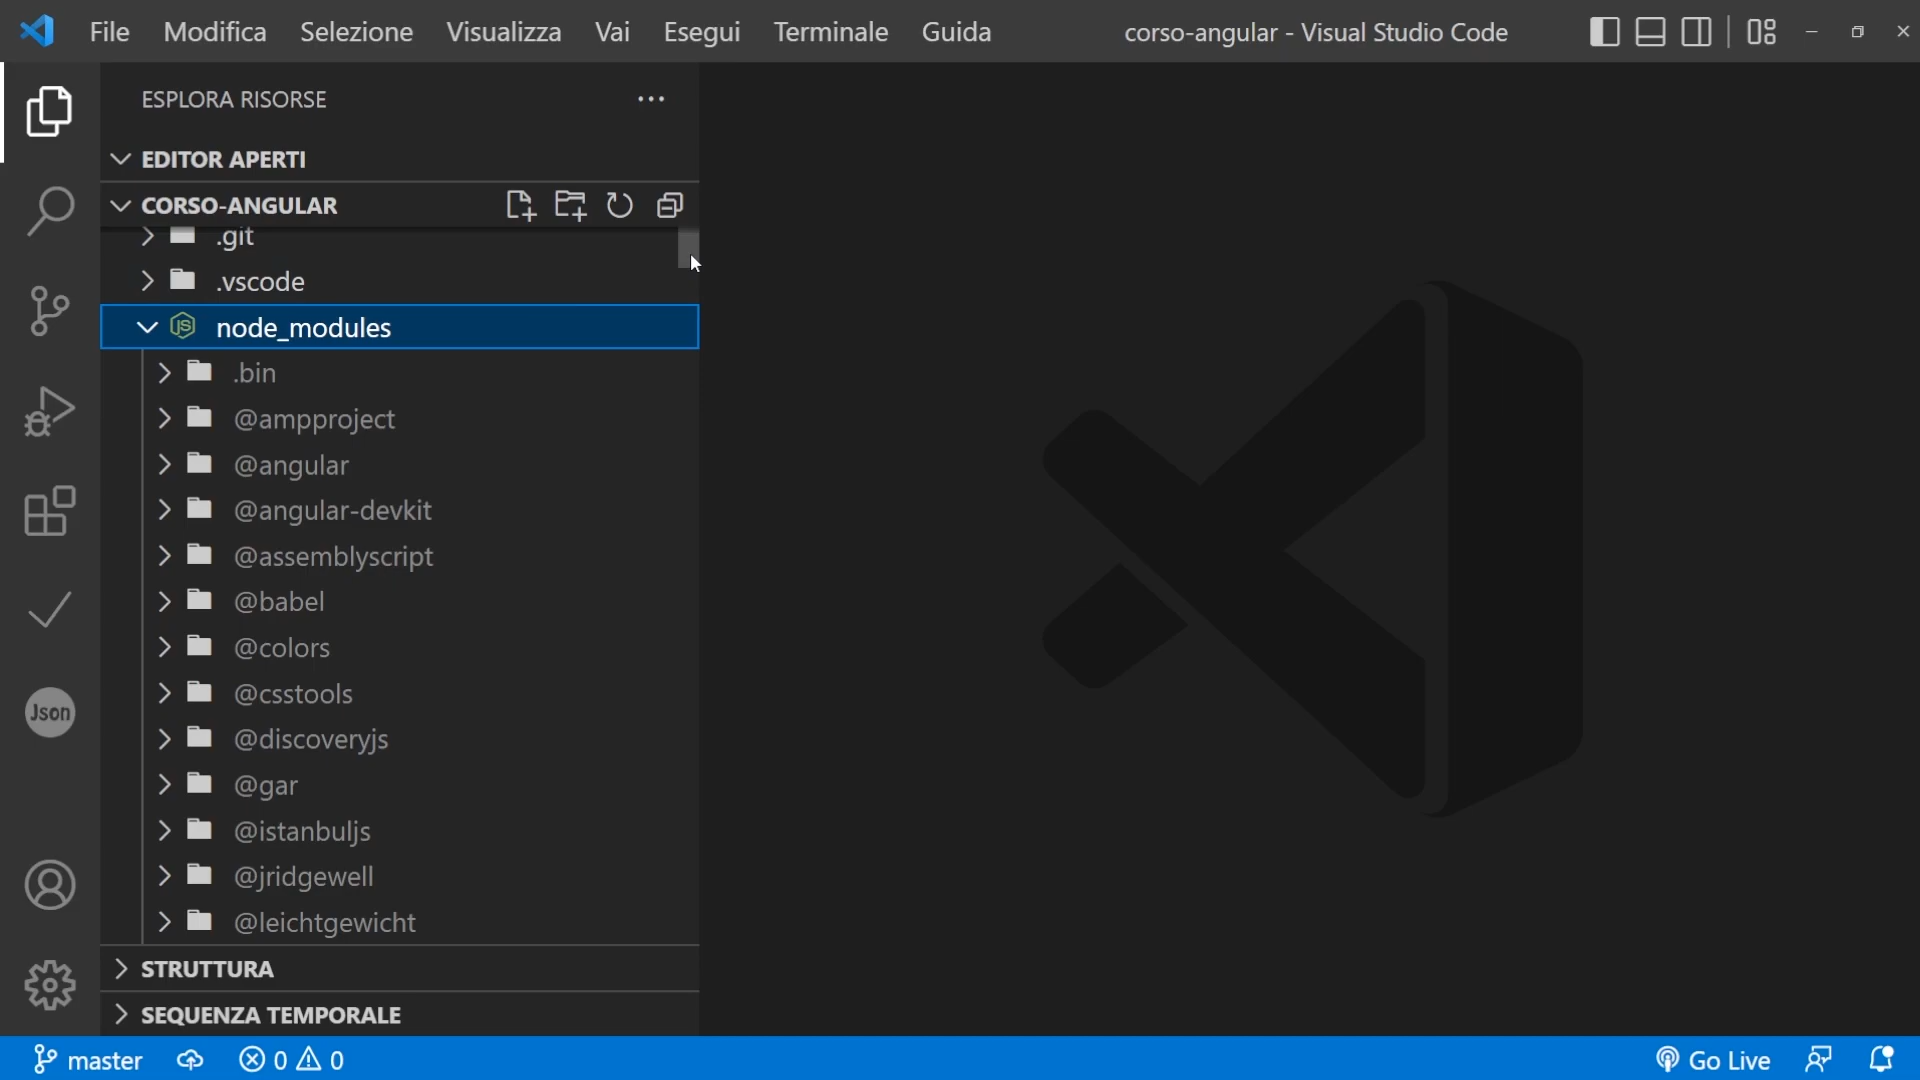 File Modifica Selezione Visualizza Vai Esegui Terminale Guida corso-angular - Visual Studio Code
ESPLORA RISORSE
EDITOR APERTI
CORSO-ANGULAR
.git
.vscode
JS node_modules
.bin
@ampproject
@angular
@angular-devkit
@assemblyscript
@babel
@colors
@csstools
@discoveryjs
@gar
@istanbuljs
@jridgewell
@leichtgewicht
Json
STRUTTURA
SEQUENZA TEMPORALE
master 0 0 Go Live